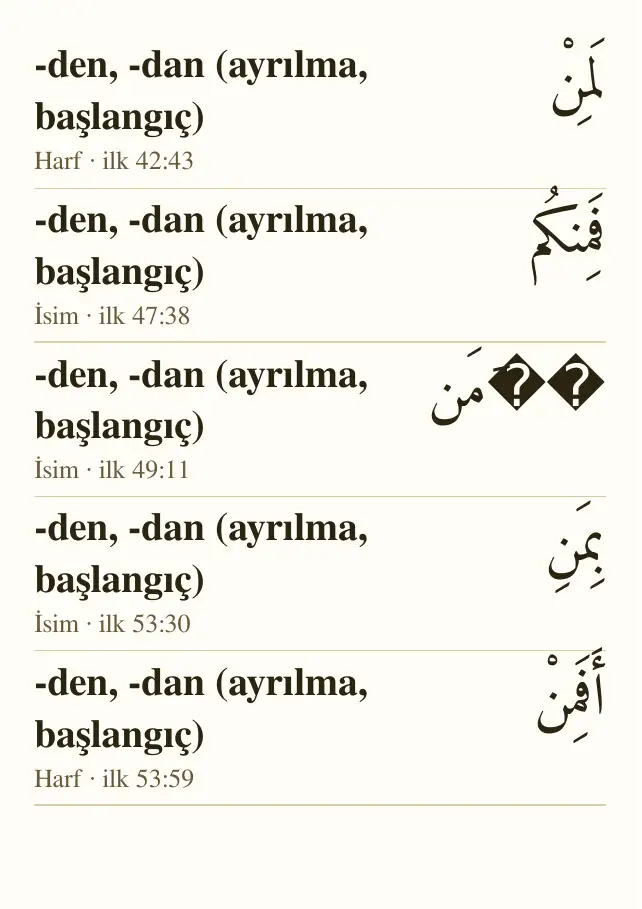 -den, -dan (ayrılma, لَمِنْ
başlangıç)
Harf · ilk 42:43
-den, -dan (ayrılma, فَمِنكُم
başlangıç)
İsim · ilk 47:38
-den, -dan (ayrılma, ��َمَن
başlangıç)
İsim · ilk 49:11
-den, -dan (ayrılma, بِمَنِ
başlangıç)
İsim · ilk 53:30
-den, -dan (ayrılma, أَفَمِنْ
başlangıç)
Harf · ilk 53:59